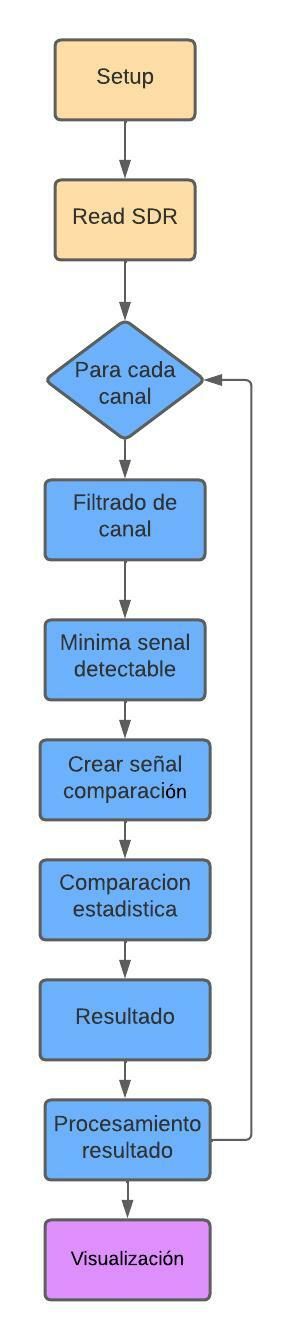 Setup
Read SDR
Para cada
canal
Filtrado de
canal
Minima senal
detectable
Crear señal
comparación
Comparacion
estadistica
Resultado
Procesamiento
resultado
Visualización